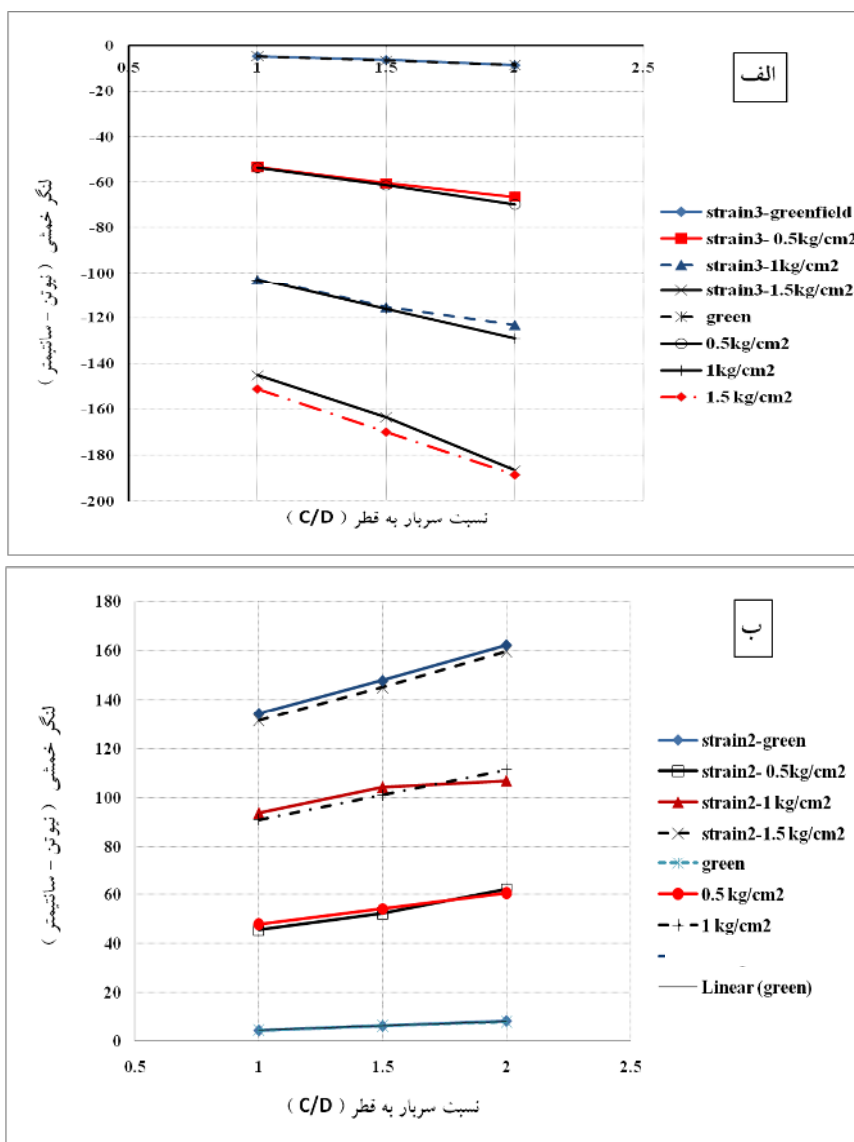 الف
0
-20
-40
-60
-80
-100
-120
-140
-160
-180
-200
0.5
1
1.5
2
2.5
لنگر خمشی ( نیوتن - سانتیمتر )
نسبت سربار به قطر ( C/D )
strain3-greenfield
strain3- 0.5kg/cm2
strain3-1kg/cm2
strain3-1.5kg/cm2
green
0.5kg/cm2
1kg/cm2
1.5 kg/cm2
ب
180
160
140
120
100
80
60
40
20
0
0.5
1
1.5
2
2.5
لنگر خمشی ( نیوتن - سانتیمتر )
نسبت سربار به قطر ( C/D )
strain2-green
strain2- 0.5kg/cm2
strain2-1 kg/cm2
strain2-1.5 kg/cm2
green
0.5 kg/cm2
1 kg/cm2
Linear (green)